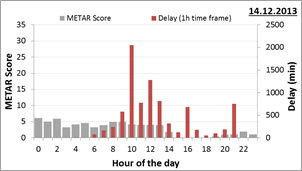 14.12.2013
METAR Score
Delay (1h time frame)
35
30
25
20
15
10
5
0
METAR Score
2500
2000
1500
1000
500
0
Delay (min)
0 2 4 6 8 10 12 14 16 18 20 22
Hour of the day